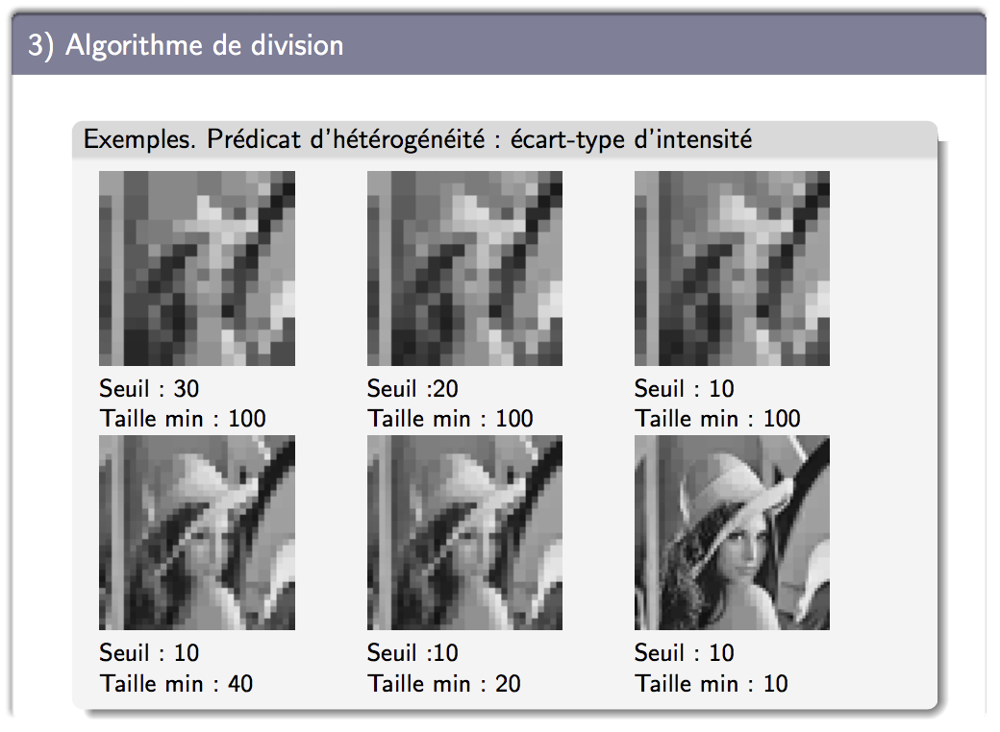 3) Algorithme de division
Exemples. Prédicat d'hétérogénéité : écart-type d'intensité
Seuil : 30
Taille min : 100
Seuil :20
Taille min : 100
Seuil : 10
Taille min : 100
Seuil : 10
Taille min : 40
Seuil :10
Taille min : 20
Seuil : 10
Taille min : 10